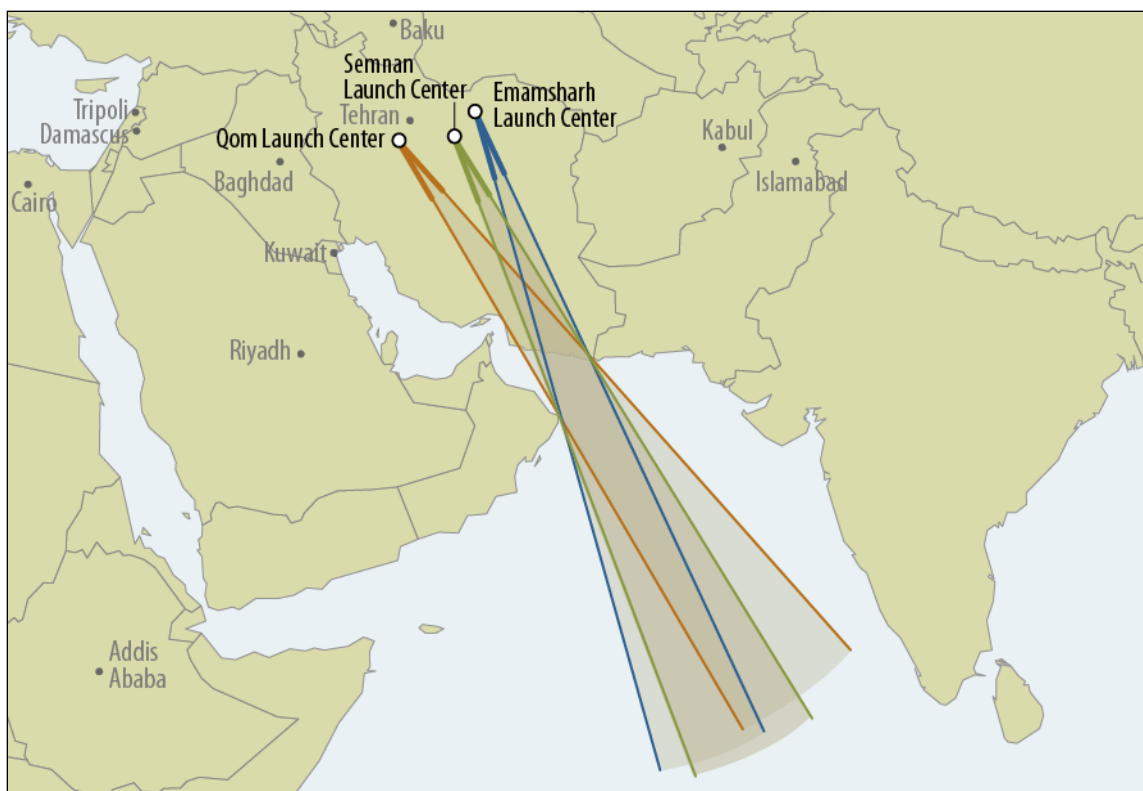 Baku
Semnan
Launch Center
Emamsharh
Launch Center
Tripoli
Tehran
Damascus
Qom Launch Center
Kabul
Baghdad
Islamabad
Cairo
Kuwait
Riyadh
Addis
Ababa